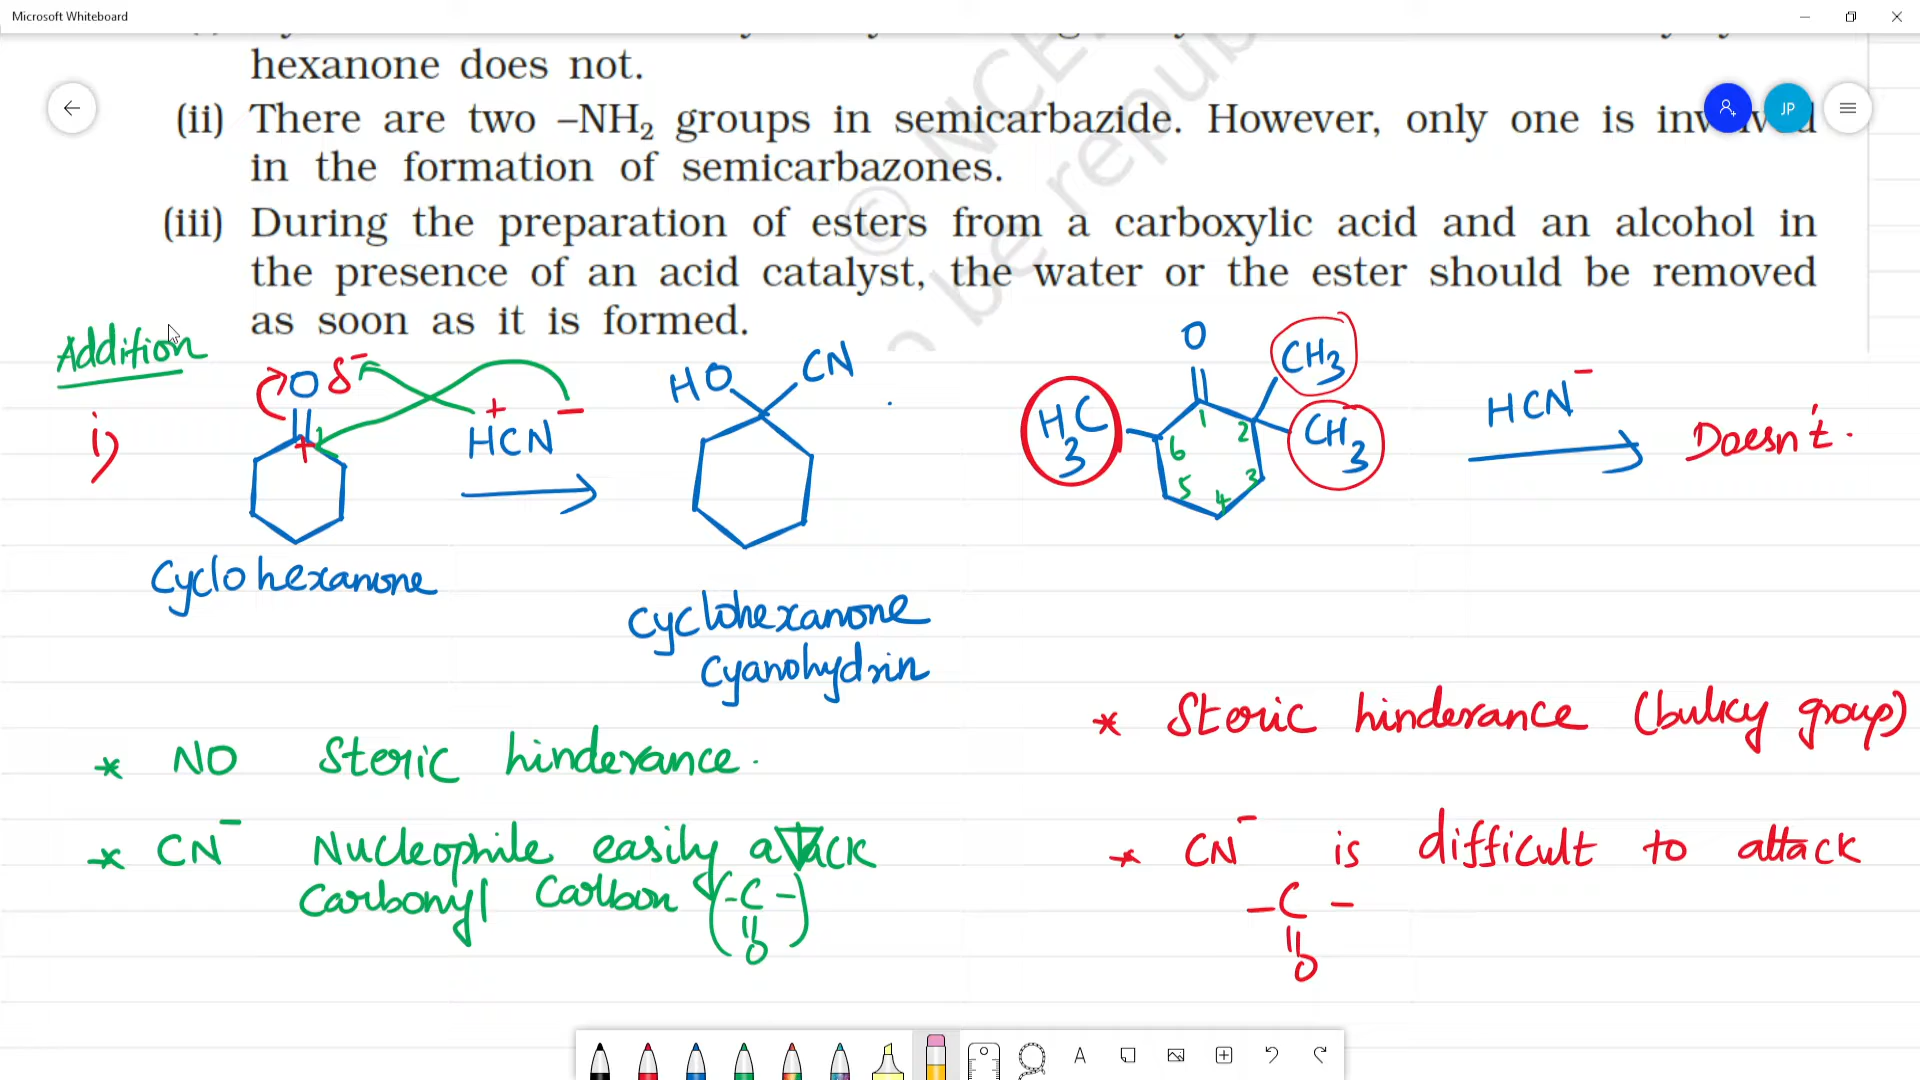 Microsoft Whiteboard
hexanone does not.
(ii) There are two –NH2 groups in semicarbazide. However, only one is
in the formation of semicarbazones.
(iii) During the preparation of esters from a carboxylic acid and an alcohol in
the presence of an acid catalyst, the water or the ester should be removed
as soon as it is formed.
JP
Addition
i)
O δ-
+
+ -
HCN
Cyclohexanone
HO CN
Cyclohexanone
Cyanohydrin
O
CH3
H3C
CH3
1 2 3 4 5 6
HCN-
Doesn't.
* NO Steric hinderance.
* CN- Nucleophile easily attack
Carbonyl Carbon (-C-)
O
* Steric hinderance (bulky group)
* CN- is difficult to attack
-C-
O
A